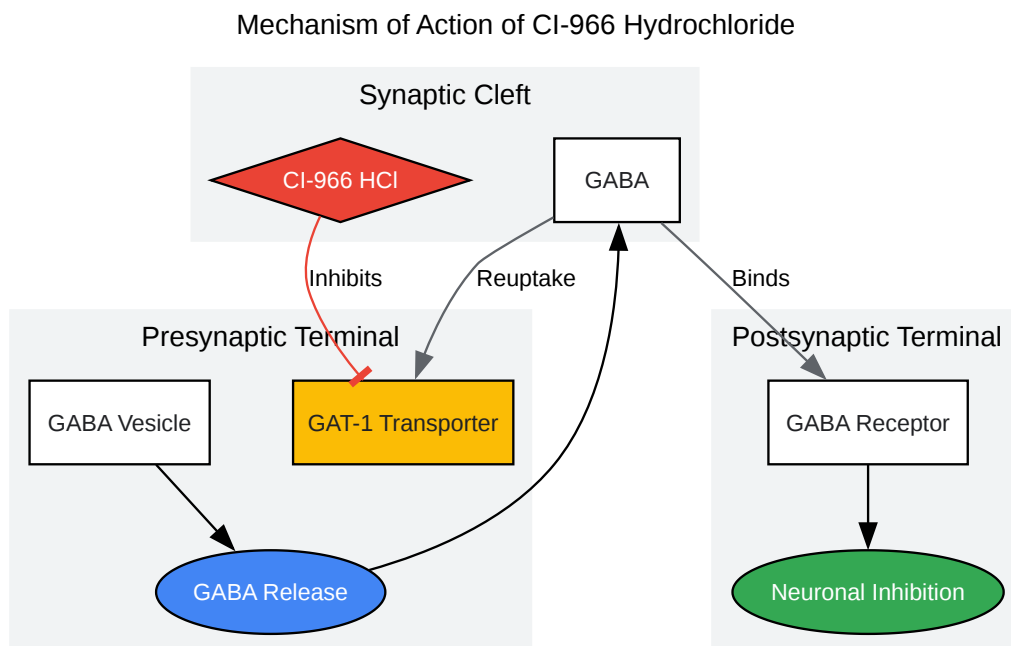 Mechanism of Action of CI-966 Hydrochloride
Synaptic Cleft
CI-966 HCl
GABA
Inhibits
Reuptake
Binds
Presynaptic Terminal
Postsynaptic Terminal
GABA Vesicle
GAT-1 Transporter
GABA Receptor
GABA Release
Neuronal Inhibition